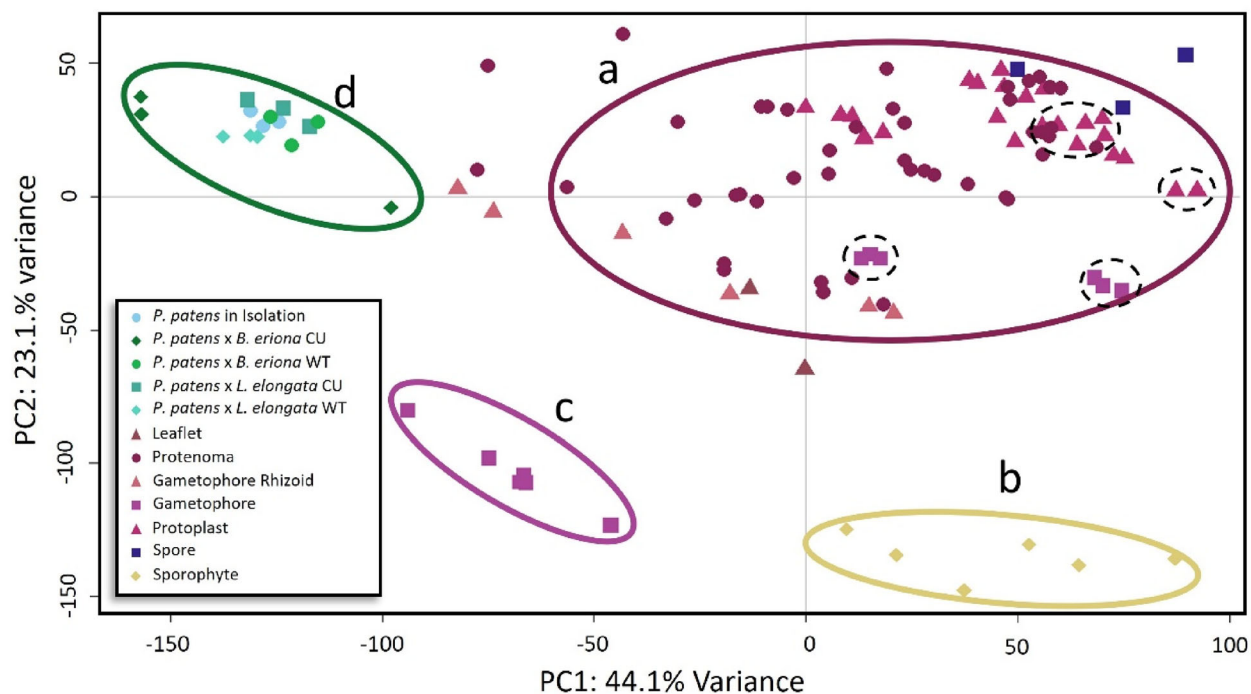 50
0
-50
-100
-150
PC2: 23.1.% variance
a
d
c
b
P. patens in Isolation
P. patens x B. eriona CU
P. patens x B. eriona WT
P. patens x L. elongata CU
P. patens x L. elongata WT
Leaflet
Protenoma
Gametophore Rhizoid
Gametophore
Protoplast
Spore
Sporophyte
-150 -100 -50 0 50 100
PC1: 44.1% Variance